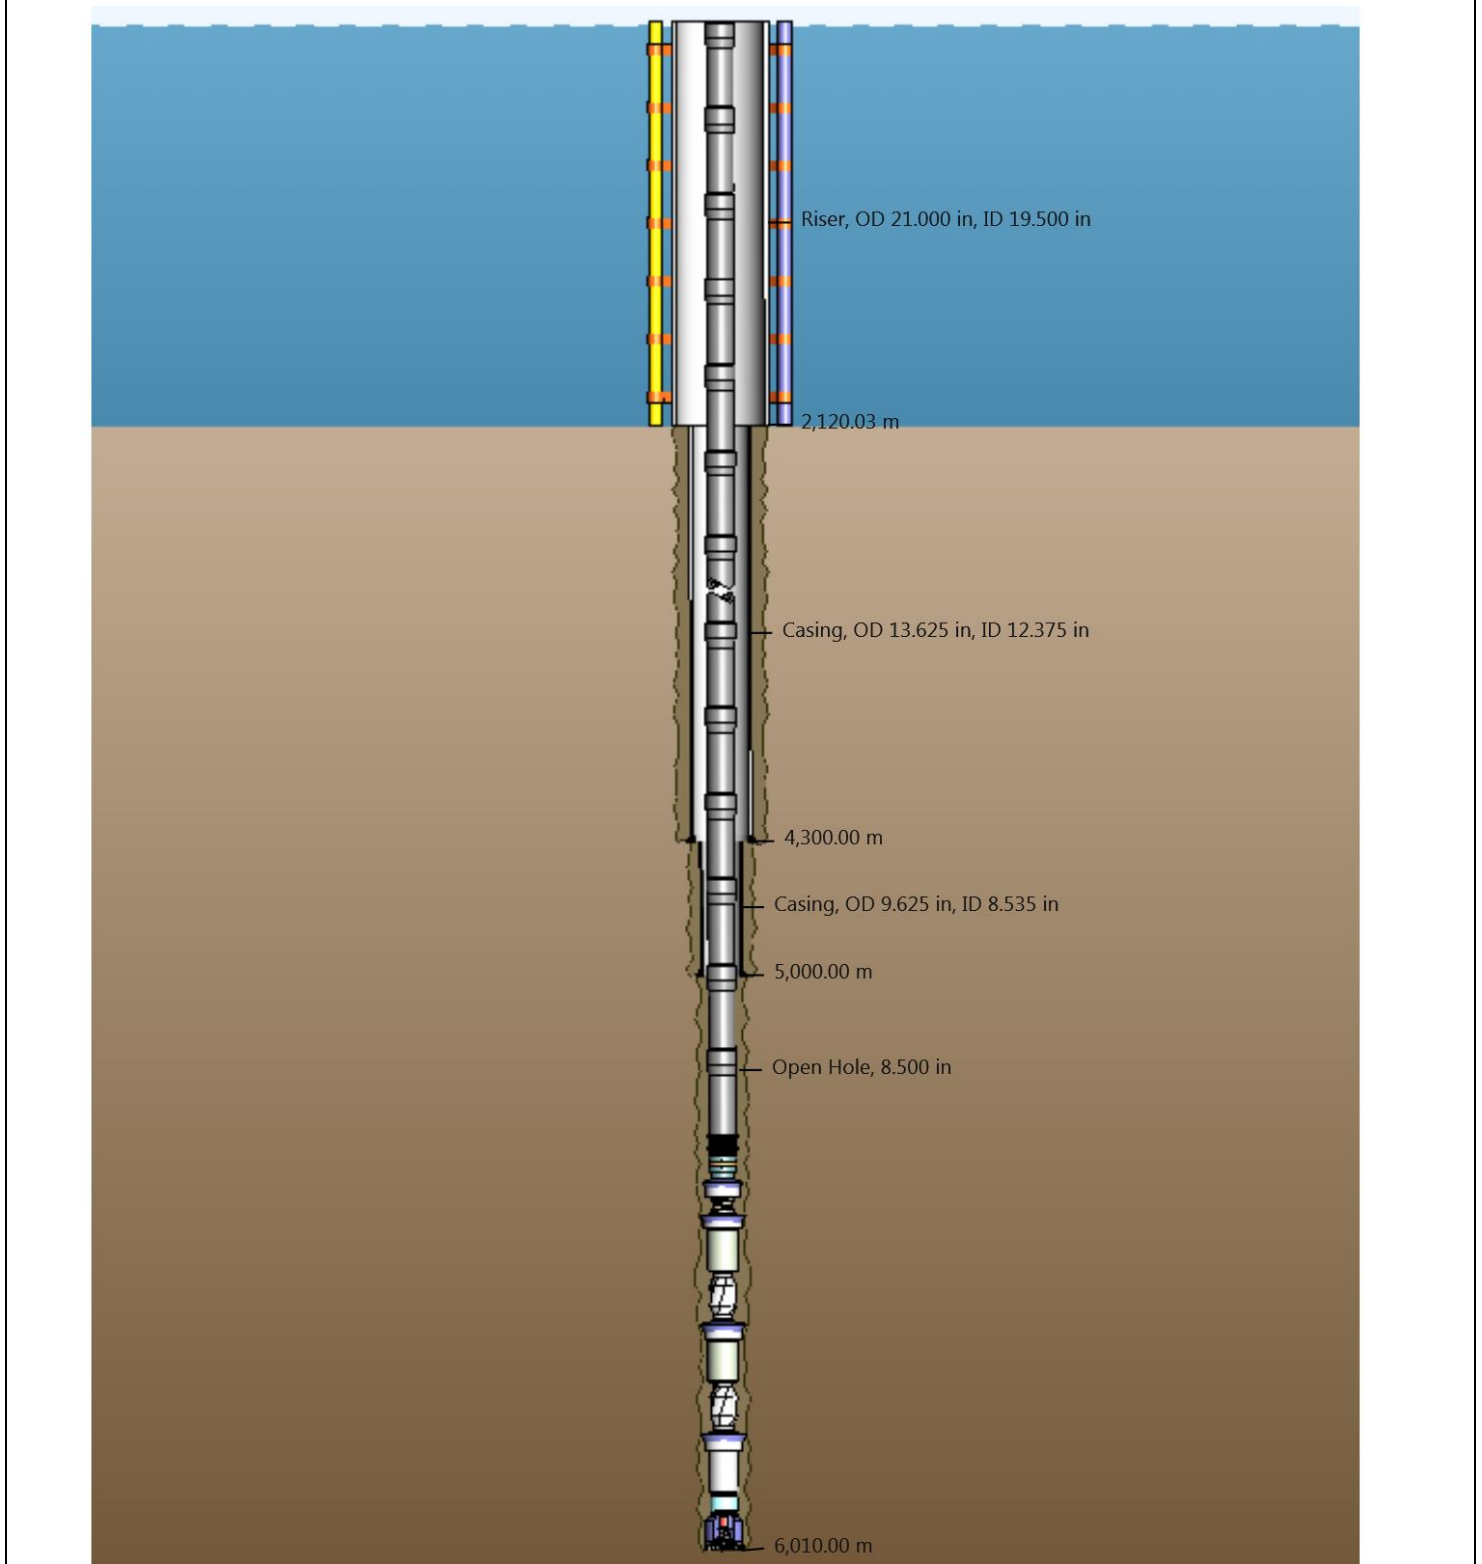 Riser, OD 21.000 in, ID 19.500 in
2,120.03 m
Casing, OD 13.625 in, ID 12.375 in
4,300.00 m
Casing, OD 9.625 in, ID 8.535 in
5,000.00 m
Open Hole, 8.500 in
6,010.00 m